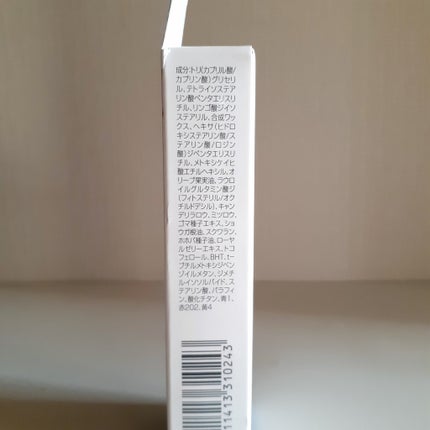 成分:トリ(カプリル酸/
カプリン酸)グリセリ
ル、テトライソステア
リン酸ペンタエリスリ
チル、リンゴ酸ジイソ
ステアリル、合成ワッ
クス、ヘキサ(ヒドロ
キシステアリン酸/ス
テアリン酸/ロジン
酸)ジペンタエリスリ
チル、メトキシケイヒ
酸エチルヘキシル、オ
リーブ果実油、ラウロ
イルグルタミン酸ジ
(フィトステリル/オク
チルドデシル)、キャン
デリラロウ、ミツロウ、
ゴマ種子エキス、ショ
ウガ根油、スクワラン、
ホホバ種子油、ローヤ
ルゼリーエキス、トコ
フェロール、BHT、t-
ブチルメトキシジベン
ゾイルメタン、ジメチ
ルイソソルバイド、ス
テアリン酸、パラフィ
ン、酸化チタン、青1、
赤202、黄4
11413 310243